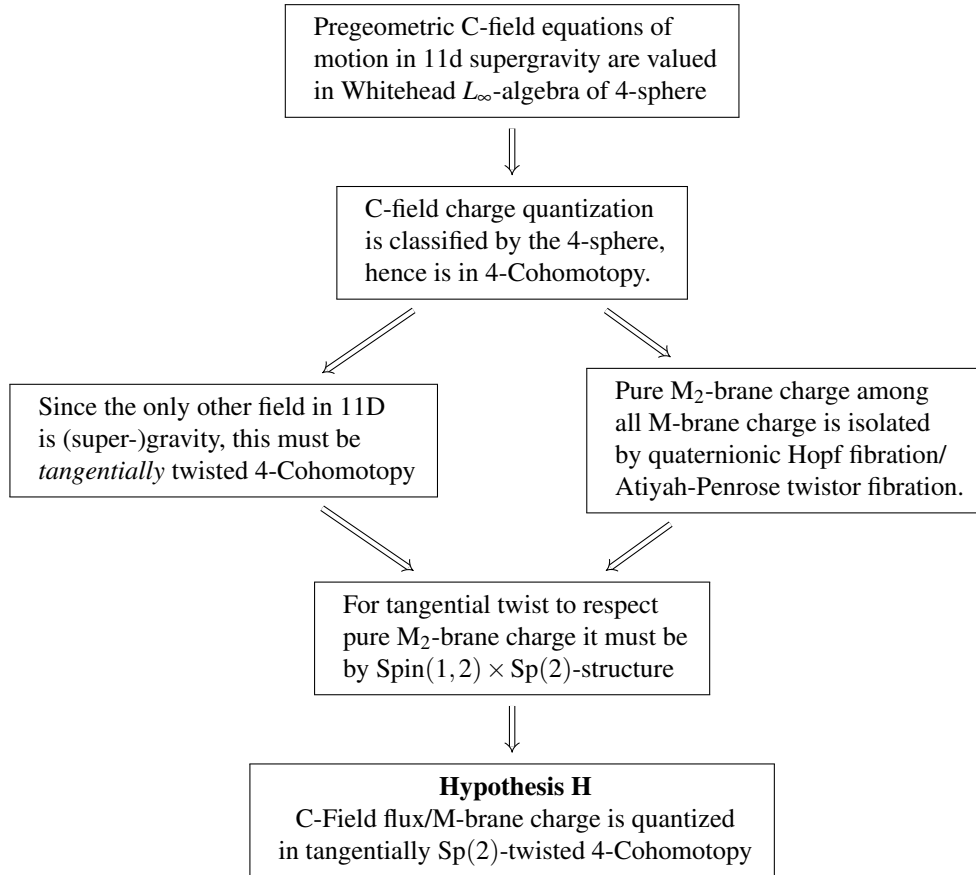 Pregeometric C-field equations of
motion in 11d supergravity are valued
in Whitehead L∞-algebra of 4-sphere
C-field charge quantization
is classified by the 4-sphere,
hence is in 4-Cohomotopy.
Since the only other field in 11D
is (super-)gravity, this must be
tangentially twisted 4-Cohomotopy
Pure M₂-brane charge among
all M-brane charge is isolated
by quaternionic Hopf fibration/
Atiyah-Penrose twistor fibration.
For tangential twist to respect
pure M₂-brane charge it must be
by Spin(1,2) × Sp(2)-structure
Hypothesis H
C-Field flux/M-brane charge is quantized
in tangentially Sp(2)-twisted 4-Cohomotopy